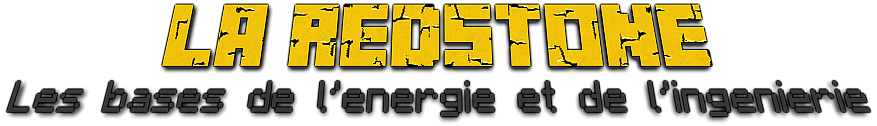 LA REDSTONE
Les bases de l'energie et de l'ingenierie